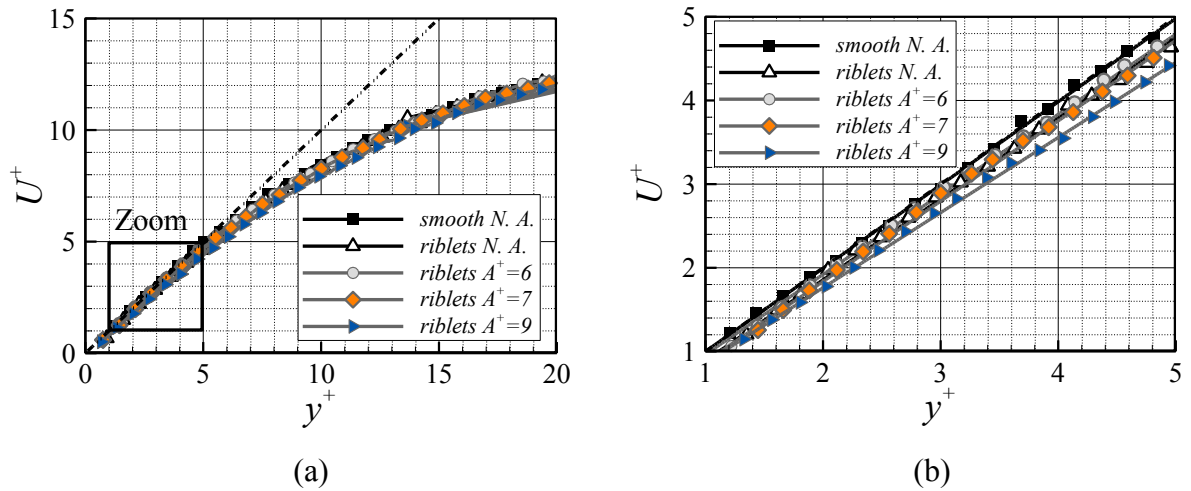 15
10
5
0
U+
Zoom
smooth N. A.
riblets N. A.
riblets A+=6
riblets A+=7
riblets A+=9
0 5 10 15 20
y+
(a)
5
4
3
2
1
U+
smooth N. A.
riblets N. A.
riblets A+=6
riblets A+=7
riblets A+=9
1 2 3 4 5
y+
(b)